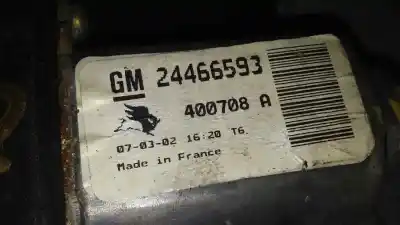 GM 24466593
400708 A
07-03-02 16:20 T6
Made in France